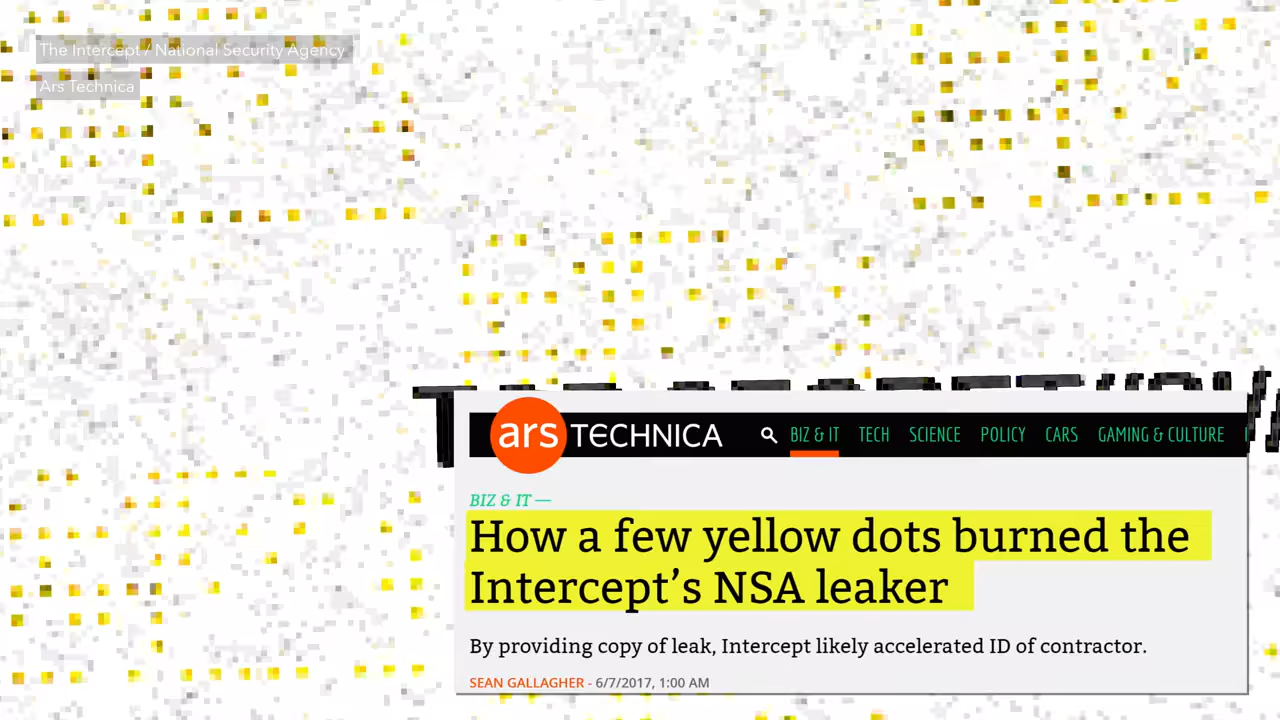 The Intercept / National Security Agency
Ars Technica
ars TECHNICA BIZ & IT TECH SCIENCE POLICY CARS GAMING & CULTURE
BIZ & IT —
How a few yellow dots burned the
Intercept's NSA leaker
By providing copy of leak, Intercept likely accelerated ID of contractor.
SEAN GALLAGHER - 6/7/2017, 1:00 AM